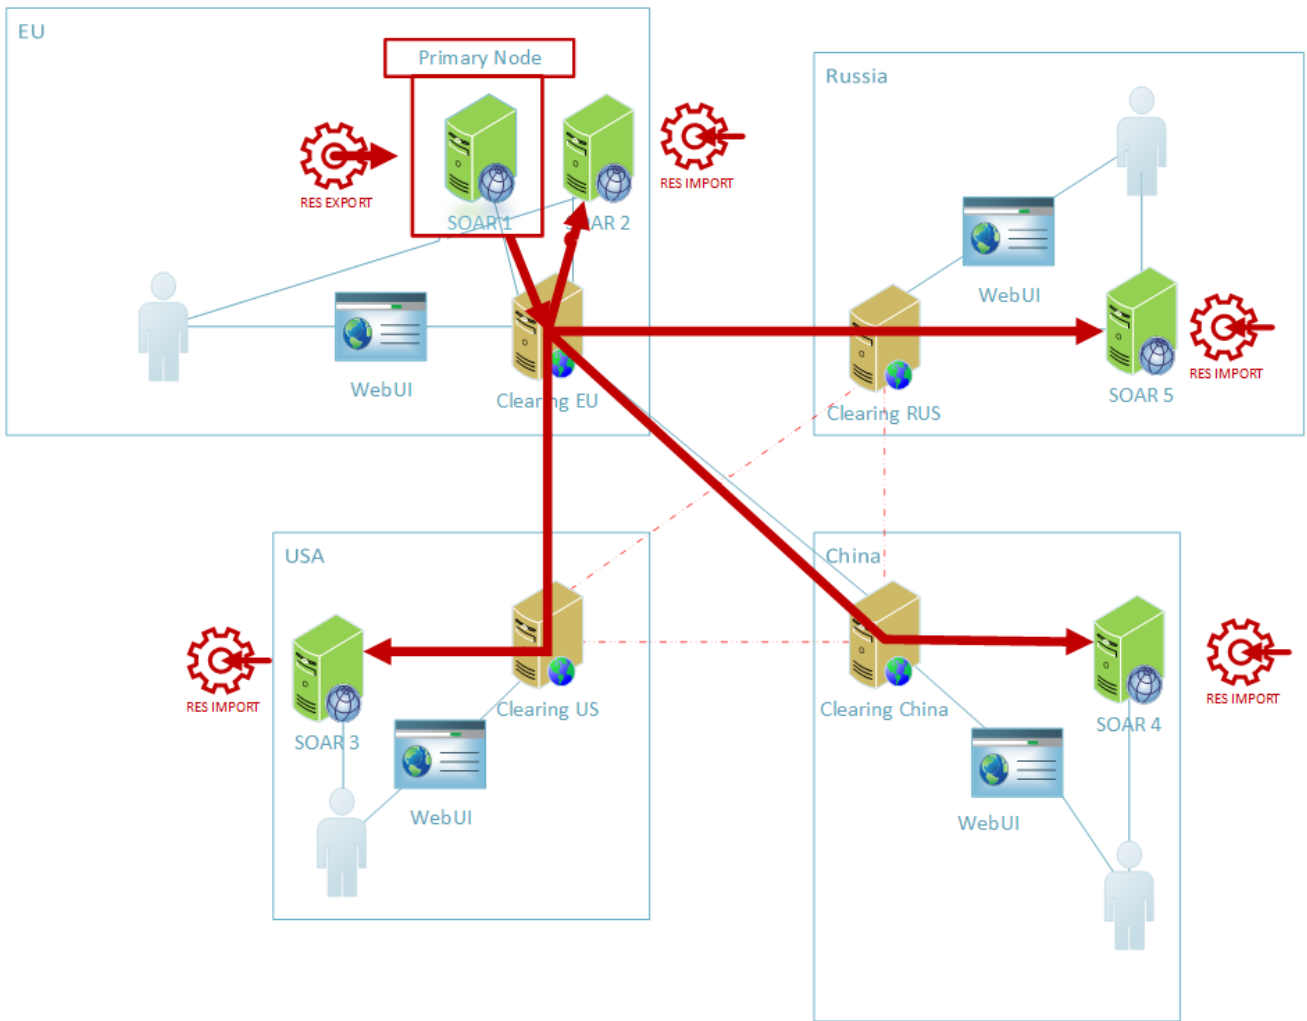 EU
Primary Node
Russia
RES EXPORT
RES IMPORT
SOAR 1
SOAR 2
WebUI
WebUI
Clearing EU
Clearing RUS
SOAR 5
RES IMPORT
USA
China
RES IMPORT
SOAR 3
Clearing US
WebUI
Clearing China
SOAR 4
RES IMPORT
WebUI